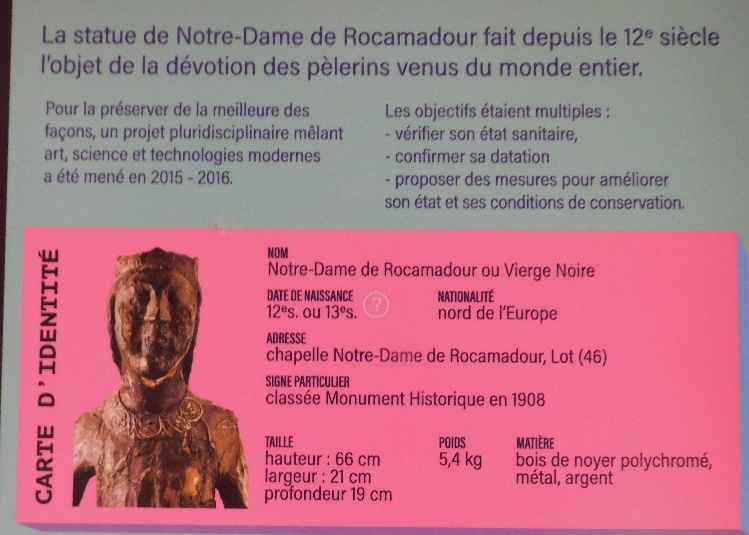 La statue de Notre-Dame de Rocamadour fait depuis le 12e siècle
l'objet de la dévotion des pèlerins venus du monde entier.
Pour la préserver de la meilleure des
façons, un projet pluridisciplinaire mêlant
art, science et technologies modernes
a été mené en 2015 - 2016.
Les objectifs étaient multiples :
- vérifier son état sanitaire,
- confirmer sa datation
- proposer des mesures pour améliorer
son état et ses conditions de conservation.
CARTE D'IDENTITÉ
NOM
Notre-Dame de Rocamadour ou Vierge Noire
DATE DE NAISSANCE
12es. ou 13es. ?
NATIONALITÉ
nord de l'Europe
ADRESSE
chapelle Notre-Dame de Rocamadour, Lot (46)
SIGNE PARTICULIER
classée Monument Historique en 1908
TAILLE
hauteur : 66 cm
largeur : 21 cm
profondeur 19 cm
POIDS
5,4 kg
MATIÈRE
bois de noyer polychromé,
métal, argent